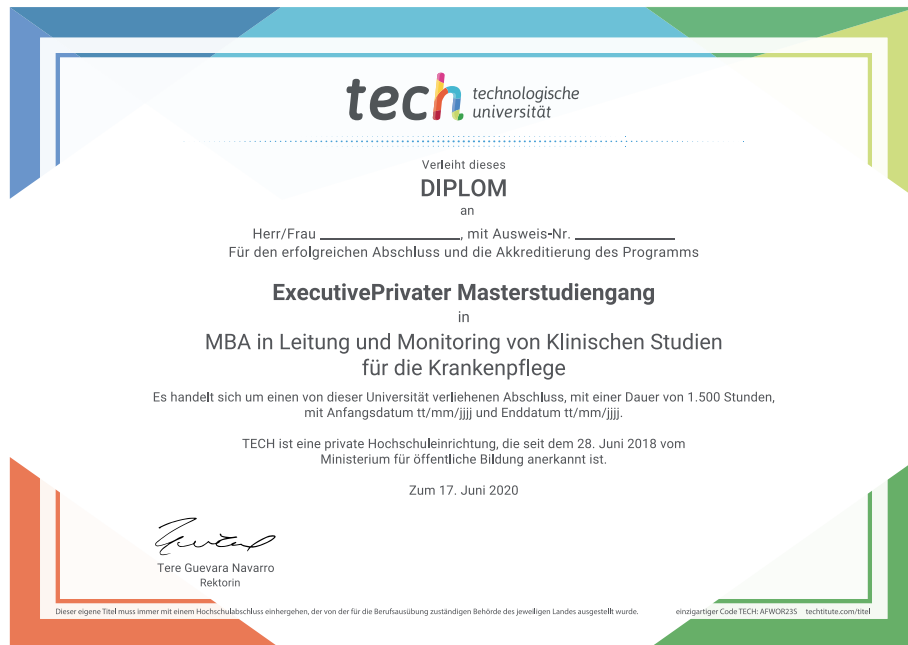 tech technologische
universität
Verleiht dieses
DIPLOM
an
Herr/Frau ____________________, mit Ausweis-Nr. ______________
Für den erfolgreichen Abschluss und die Akkreditierung des Programms
ExecutivePrivater Masterstudiengang
in
MBA in Leitung und Monitoring von Klinischen Studien
für die Krankenpflege
Es handelt sich um einen von dieser Universität verliehenen Abschluss, mit einer Dauer von 1.500 Stunden,
mit Anfangsdatum tt/mm/jjjj und Enddatum tt/mm/jjjj.
TECH ist eine private Hochschuleinrichtung, die seit dem 28. Juni 2018 vom
Ministerium für öffentliche Bildung anerkannt ist.
Zum 17. Juni 2020
Tere Guevara Navarro
Rektorin
Dieser eigene Titel muss immer mit einem Hochschulabschluss einhergehen, der von der für die Berufsausübung zuständigen Behörde des jeweiligen Landes ausgestellt wurde. einzigartiger Code TECH: AFWOR23S techtitute.com/titel